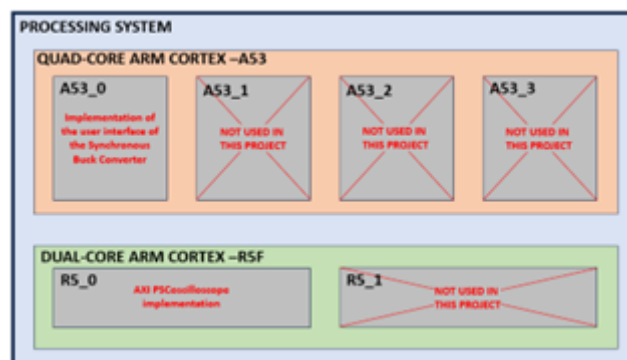 PROCESSING SYSTEM
QUAD-CORE ARM CORTEX –A53
A53_0
Implementation of
the user interface of
the Synchronous
Buck Converter
A53_1
NOT USED IN
THIS PROJECT
A53_2
NOT USED IN
THIS PROJECT
A53_3
NOT USED IN
THIS PROJECT
DUAL-CORE ARM CORTEX –R5F
R5_0
AXI PSCoscilloscope
implementation
R5_1
NOT USED IN
THIS PROJECT